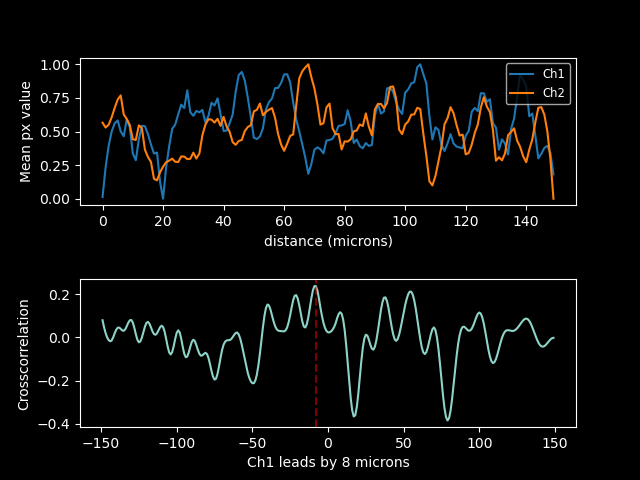 1.00
0.75
0.50
0.25
0.00
Mean px value
Ch1
Ch2
0 20 40 60 80 100 120 140
distance (microns)
0.2
0.0
−0.2
−0.4
Crosscorrelation
−150 −100 −50 0 50 100 150
Ch1 leads by 8 microns